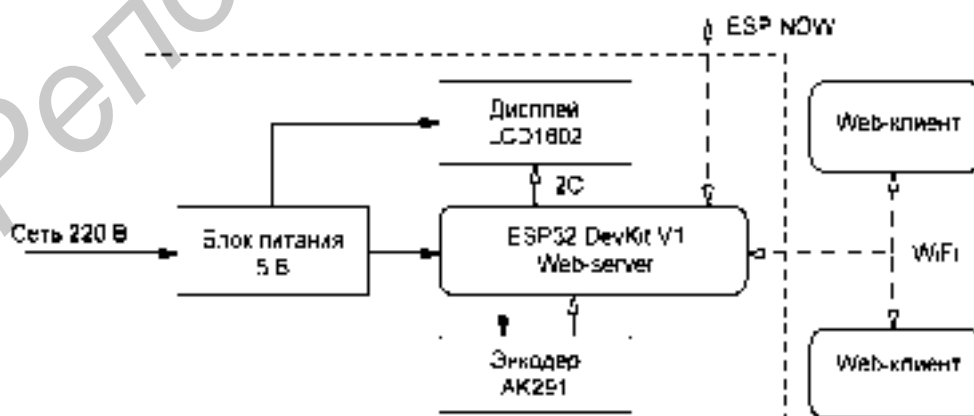 ESP NOW
Дисплей
LCD1602
Web-клиент
I2C
Сеть 220 В
Блок питания
5 В
ESP32 DevKit V1
Web-server
WiFi
Энкодер
AK291
Web-клиент